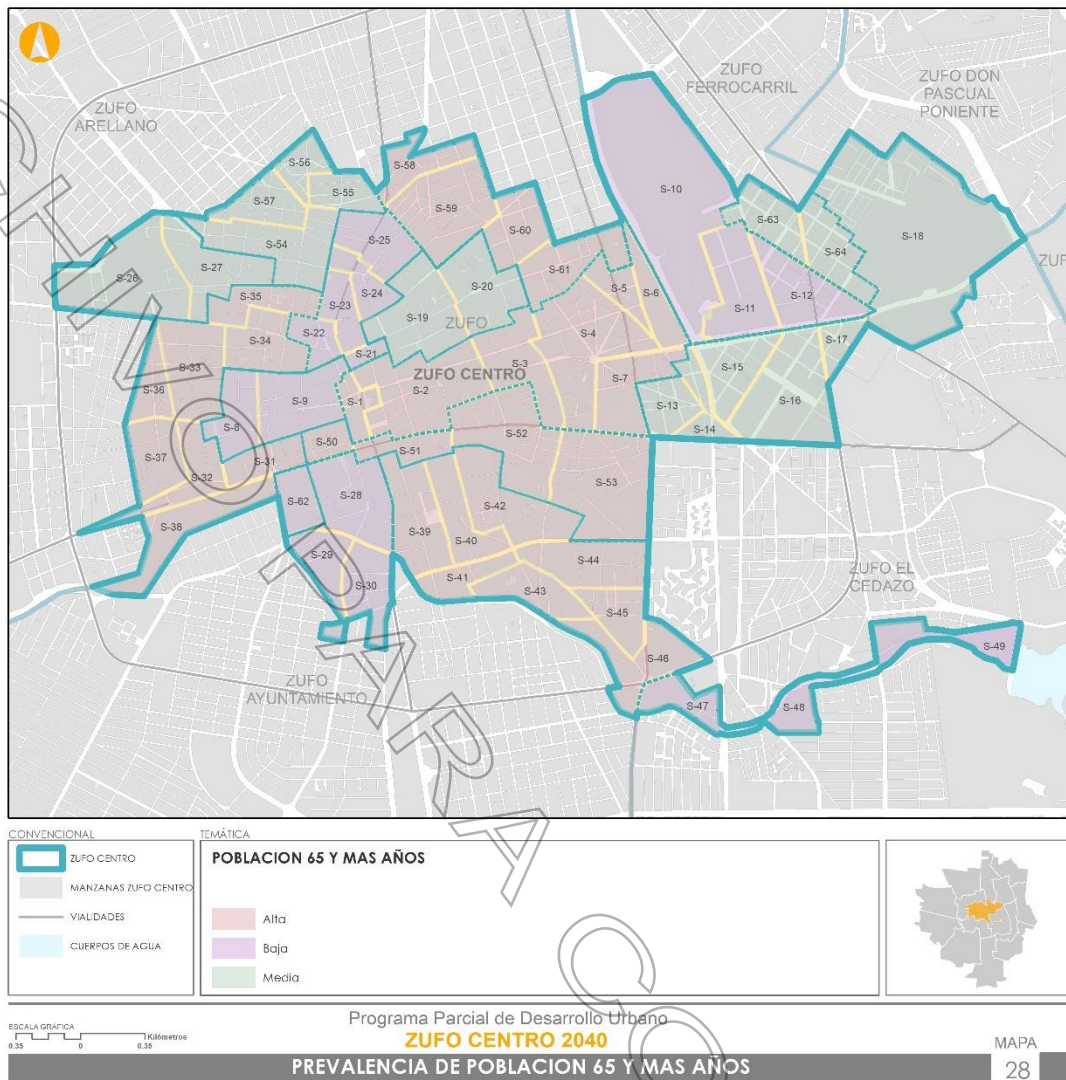 ZUFO
FERROCARRIL
ZUFO DON
PASCUAL
PONIENTE
ZUFO
ARELLANO
S-58
S-56
S-55
S-57
S-59
S-10
S-63
S-60
S-18
S-25
S-54
S-64
ZUF
S-27
S-26
S-61
S-20
S-5
S-6
S-24
S-35
S-23
S-12
S-11
S-19
ZUFO
S-22
S-4
S-34
S-17
S-21
S-3
S-33
S-15
ZUFO CENTRO
S-7
S-36
S-2
S-9
S-1
S-16
S-13
S-8
S-14
S-52
S-50
S-51
S-37
S-31
S-53
S-32
S-28
S-62
S-42
S-38
S-39
S-40
S-29
S-44
S-41
S-30
S-43
ZUFO EL
CEDAZO
S-45
S-49
S-46
ZUFO
AYUNTAMIENTO
S-47
S-48
ARCHIVO PARA CO
CONVENCIONAL
ZUFO CENTRO
MANZANAS ZUFO CENTRO
VIALIDADES
CUERPOS DE AGUA
TEMÁTICA
POBLACION 65 Y MAS AÑOS
Alta
Baja
Media
ESCALA GRÁFICA
0.35 0 0.35
Kilómetros
Programa Parcial de Desarrollo Urbano
ZUFO CENTRO 2040
PREVALENCIA DE POBLACION 65 Y MAS AÑOS
MAPA
28